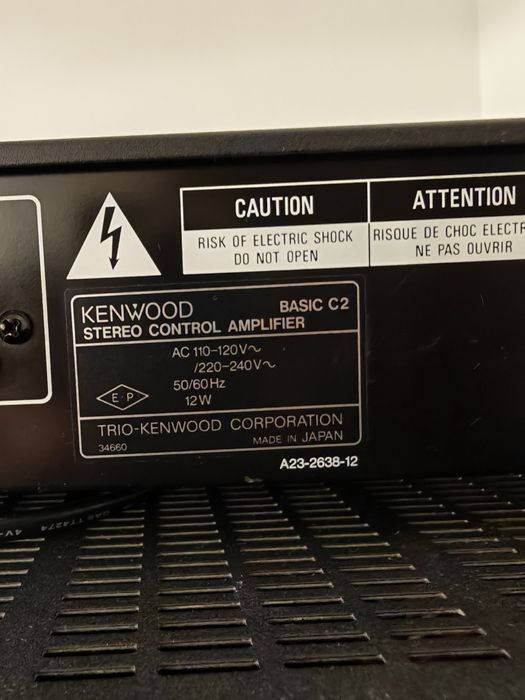 CAUTION
RISK OF ELECTRIC SHOCK
DO NOT OPEN
ATTENTION
RISQUE DE CHOC ELECTR
NE PAS OUVRIR
KENWOOD BASIC C2
STEREO CONTROL AMPLIFIER
AC 110-120V~
/220-240V~
50/60Hz
12W
E-P
TRIO-KENWOOD CORPORATION
34660 MADE IN JAPAN
A23-2638-12